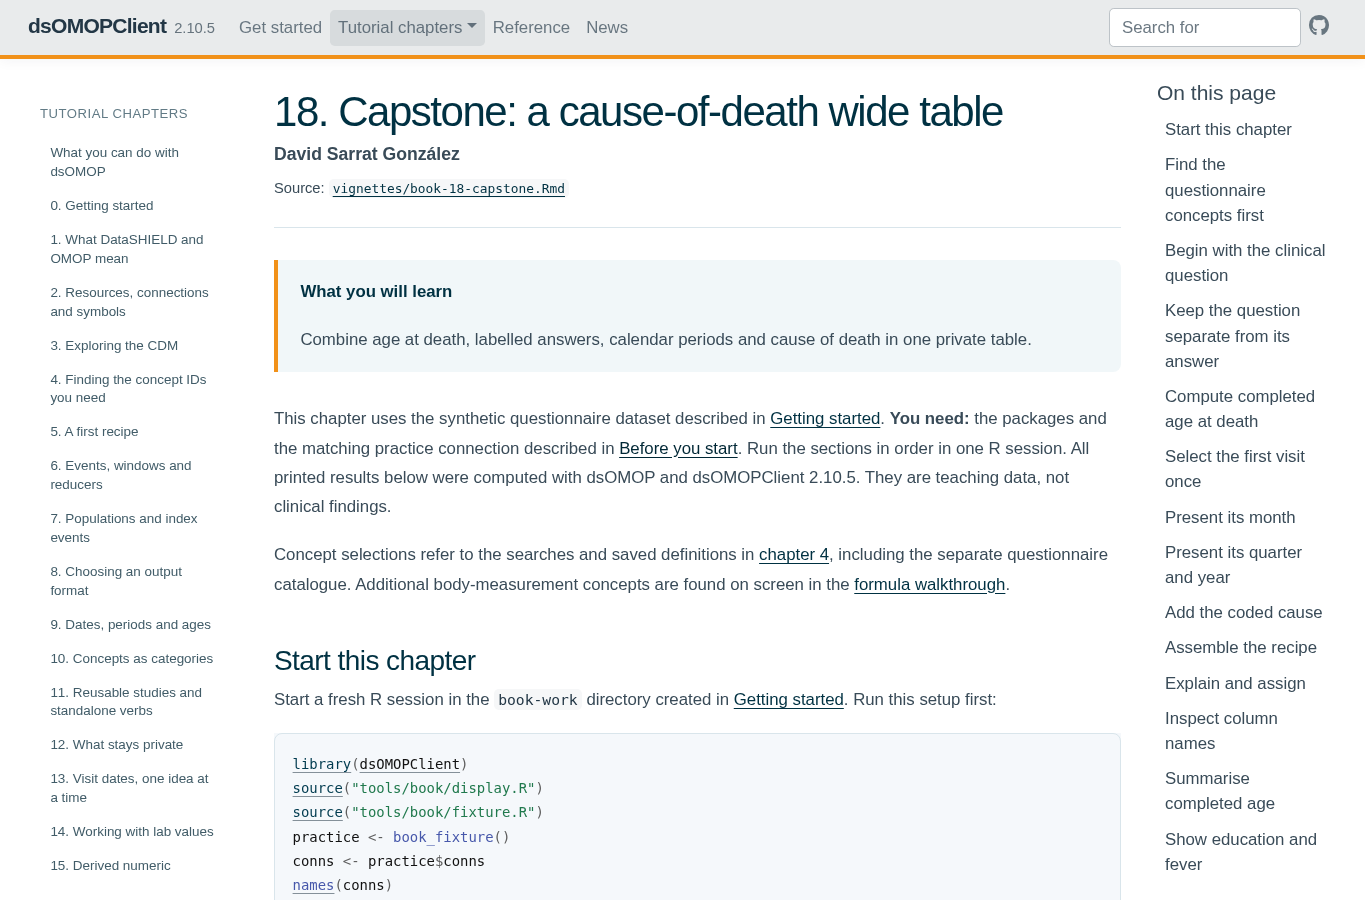 dsOMOPClient 2.10.5 Get started Tutorial chapters Reference News Search for
TUTORIAL CHAPTERS
What you can do with
dsOMOP
0. Getting started
1. What DataSHIELD and
OMOP mean
2. Resources, connections
and symbols
3. Exploring the CDM
4. Finding the concept IDs
you need
5. A first recipe
6. Events, windows and
reducers
7. Populations and index
events
8. Choosing an output
format
9. Dates, periods and ages
10. Concepts as categories
11. Reusable studies and
standalone verbs
12. What stays private
13. Visit dates, one idea at
a time
14. Working with lab values
15. Derived numeric
18. Capstone: a cause-of-death wide table
David Sarrat González
Source: vignettes/book-18-capstone.Rmd
What you will learn
Combine age at death, labelled answers, calendar periods and cause of death in one private table.
This chapter uses the synthetic questionnaire dataset described in Getting started. You need: the packages and
the matching practice connection described in Before you start. Run the sections in order in one R session. All
printed results below were computed with dsOMOP and dsOMOPClient 2.10.5. They are teaching data, not
clinical findings.
Concept selections refer to the searches and saved definitions in chapter 4, including the separate questionnaire
catalogue. Additional body-measurement concepts are found on screen in the formula walkthrough.
Start this chapter
Start a fresh R session in the book-work directory created in Getting started. Run this setup first:
library(dsOMOPClient)
source("tools/book/display.R")
source("tools/book/fixture.R")
practice <- book_fixture()
conns <- practice$conns
names(conns)
On this page
Start this chapter
Find the
questionnaire
concepts first
Begin with the clinical
question
Keep the question
separate from its
answer
Compute completed
age at death
Select the first visit
once
Present its month
Present its quarter
and year
Add the coded cause
Assemble the recipe
Explain and assign
Inspect column
names
Summarise
completed age
Show education and
fever